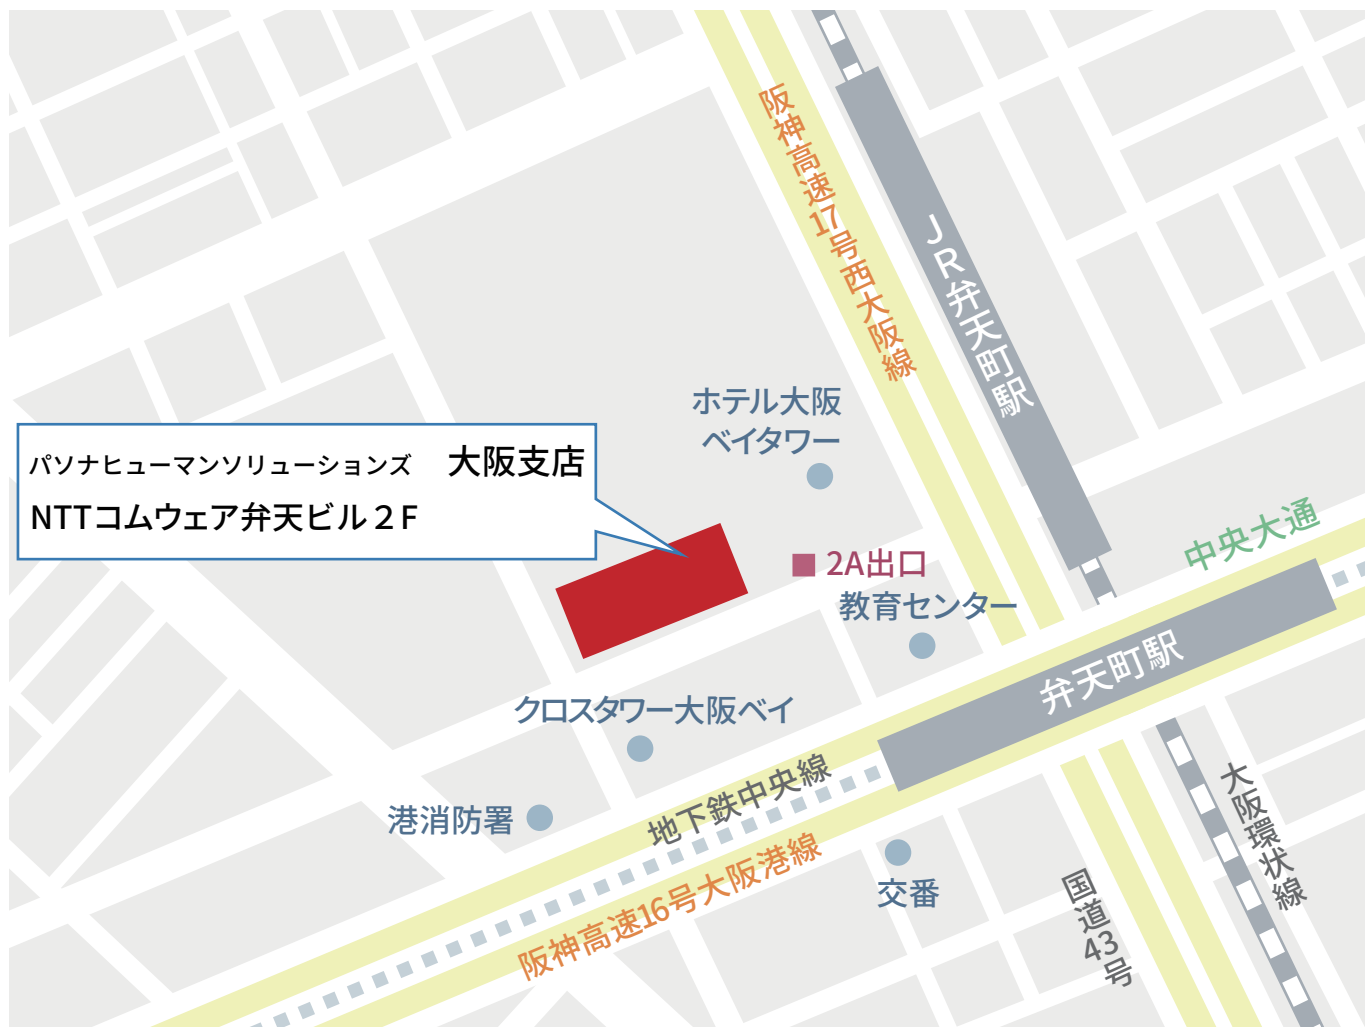 阪神高速17号西大阪線
JR弁天町駅
ホテル大阪
ベイタワー
パソナヒューマンソリューションズ 大阪支店
NTTコムウェア弁天ビル２F
2A出口
中央大通
教育センター
弁天町駅
クロスタワー大阪ベイ
地下鉄中央線
港消防署
阪神高速16号大阪港線
交番
国道43号
大阪環状線